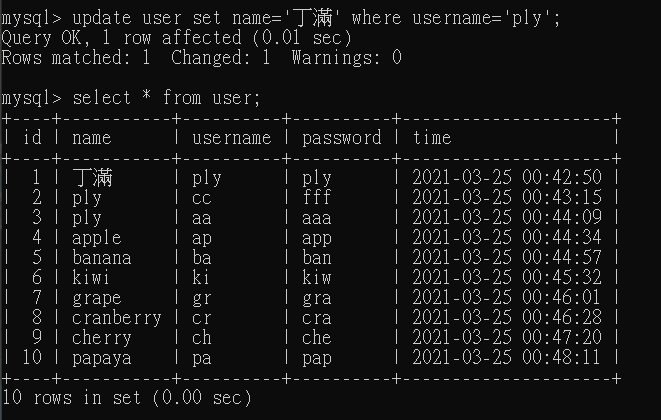 mysql> update user set name='丁滿' where username='ply';
Query OK, 1 row affected (0.01 sec)
Rows matched: 1  Changed: 1  Warnings: 0
mysql> select * from user;
+----+-----------+----------+----------+---------------------+
| id | name      | username | password | time                |
+----+-----------+----------+----------+---------------------+
|  1 | 丁滿      | ply      | ply      | 2021-03-25 00:42:50 |
|  2 | ply       | cc       | fff      | 2021-03-25 00:43:15 |
|  3 | ply       | aa       | aaa      | 2021-03-25 00:44:09 |
|  4 | apple     | ap       | app      | 2021-03-25 00:44:34 |
|  5 | banana    | ba       | ban      | 2021-03-25 00:44:57 |
|  6 | kiwi      | ki       | kiw      | 2021-03-25 00:45:32 |
|  7 | grape     | gr       | gra      | 2021-03-25 00:46:01 |
|  8 | cranberry | cr       | cra      | 2021-03-25 00:46:28 |
|  9 | cherry    | ch       | che      | 2021-03-25 00:47:20 |
| 10 | papaya    | pa       | pap      | 2021-03-25 00:48:11 |
+----+-----------+----------+----------+---------------------+
10 rows in set (0.00 sec)